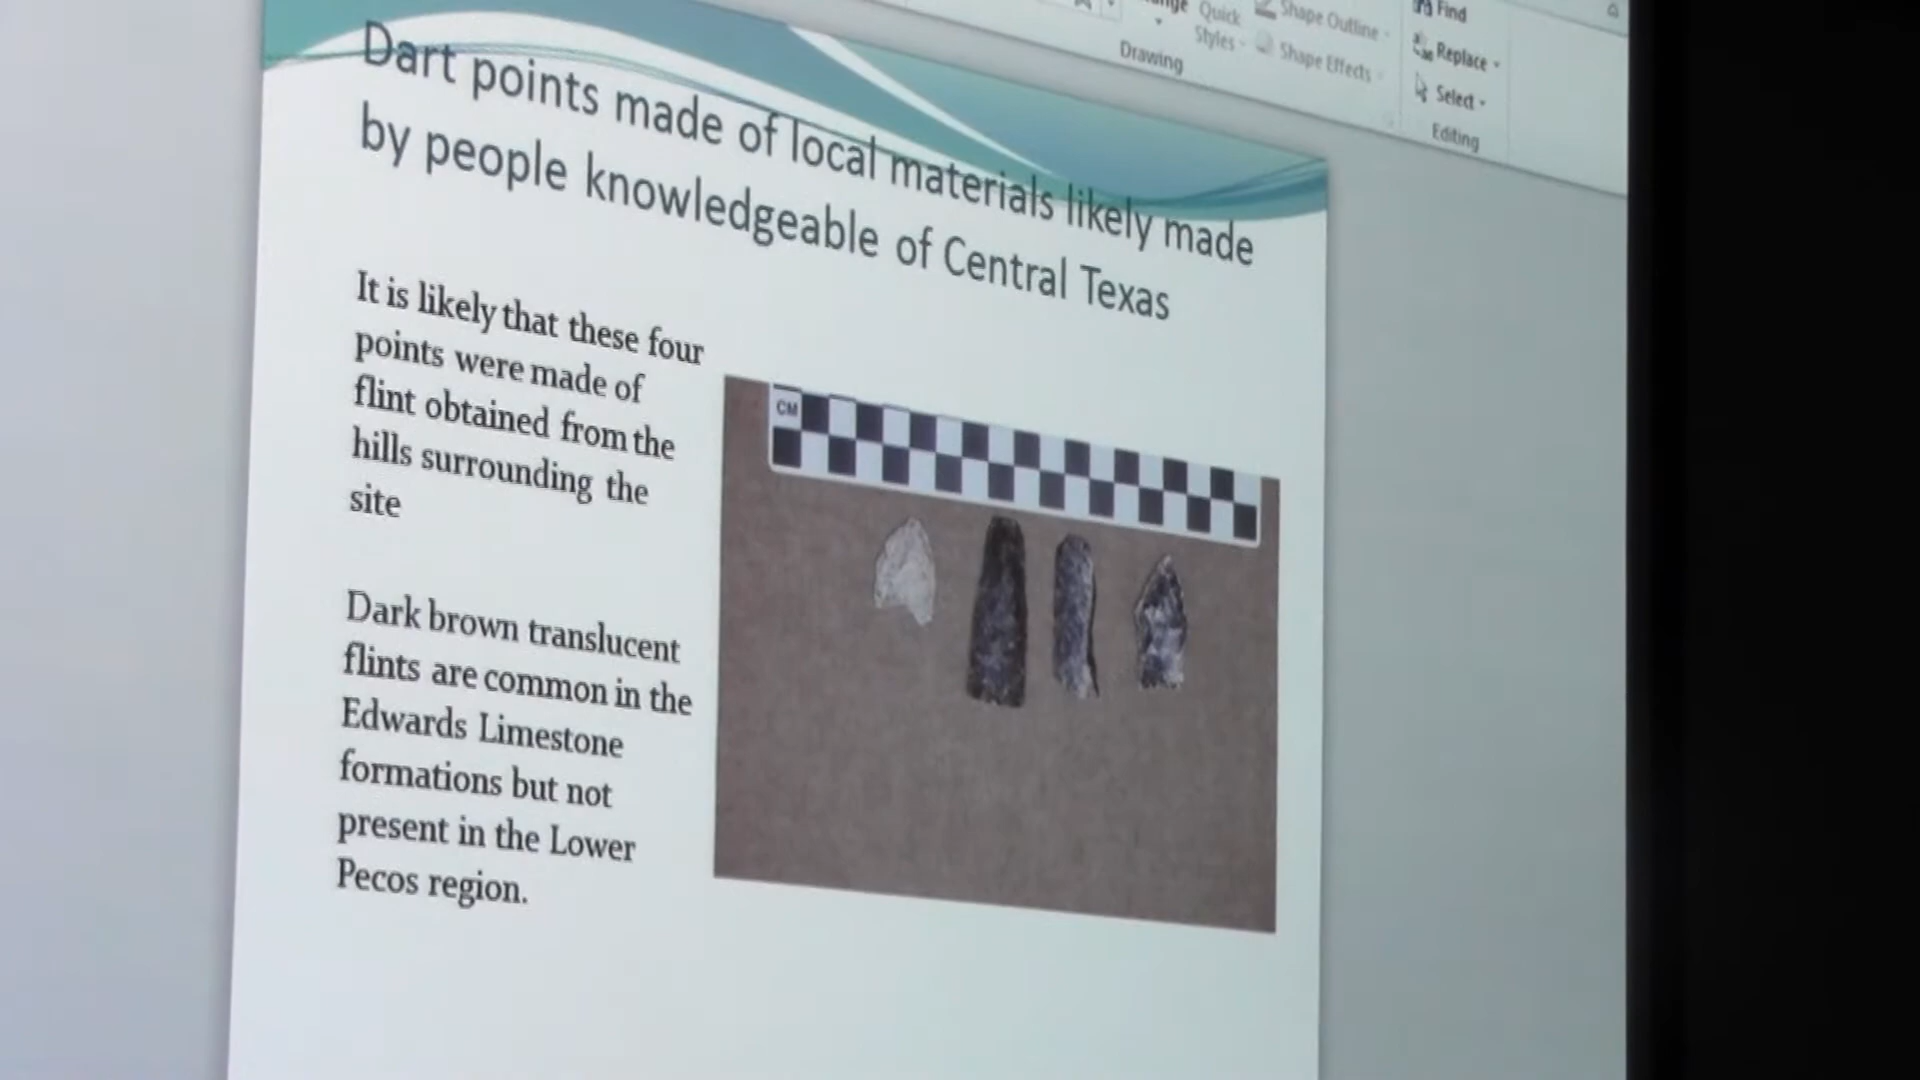 Quick
Styles
Shape Outline
Shape Effects
Drawing
Find
Replace
Select
Editing
Dart points made of local materials likely made
by people knowledgeable of Central Texas
It is likely that these four
points were made of
flint obtained from the
hills surrounding the
site
Dark brown translucent
flints are common in the
Edwards Limestone
formations but not
present in the Lower
Pecos region.
CM